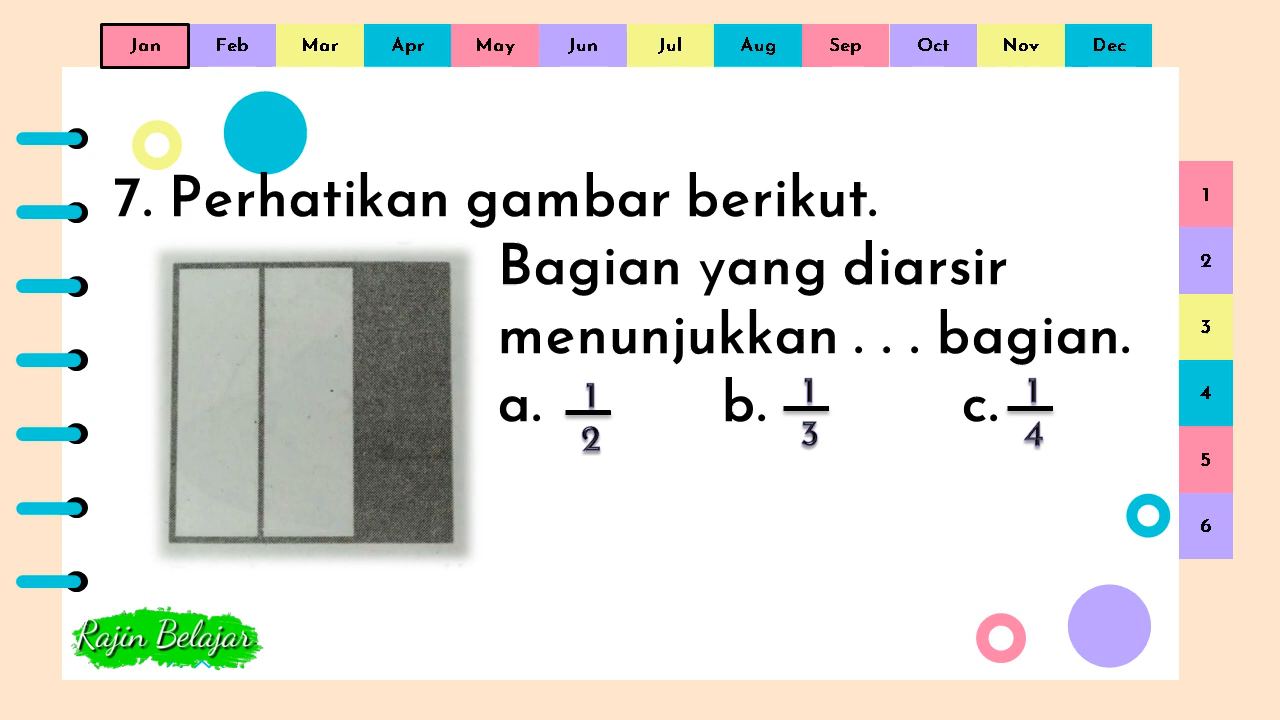 Jan Feb Mar Apr May Jun Jul Aug Sep Oct Nov Dec
7. Perhatikan gambar berikut.
Bagian yang diarsir
menunjukkan . . . bagian.
a. 1/2 b. 1/3 c. 1/4
1
2
3
4
5
6
Rajin Belajar